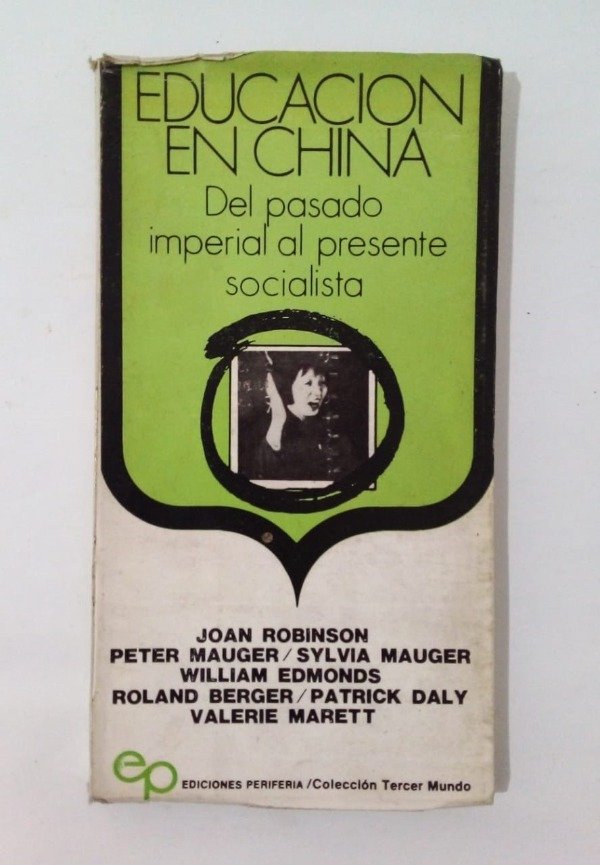 EDUCACION
EN CHINA
Del pasado
imperial al presente
socialista
JOAN ROBINSON
PETER MAUGER/SYLVIA MAUGER
WILLIAM EDMONDS
ROLAND BERGER/PATRICK DALY
VALERIE MARETT
ep EDICIONES PERIFERIA/Colección Tercer Mundo